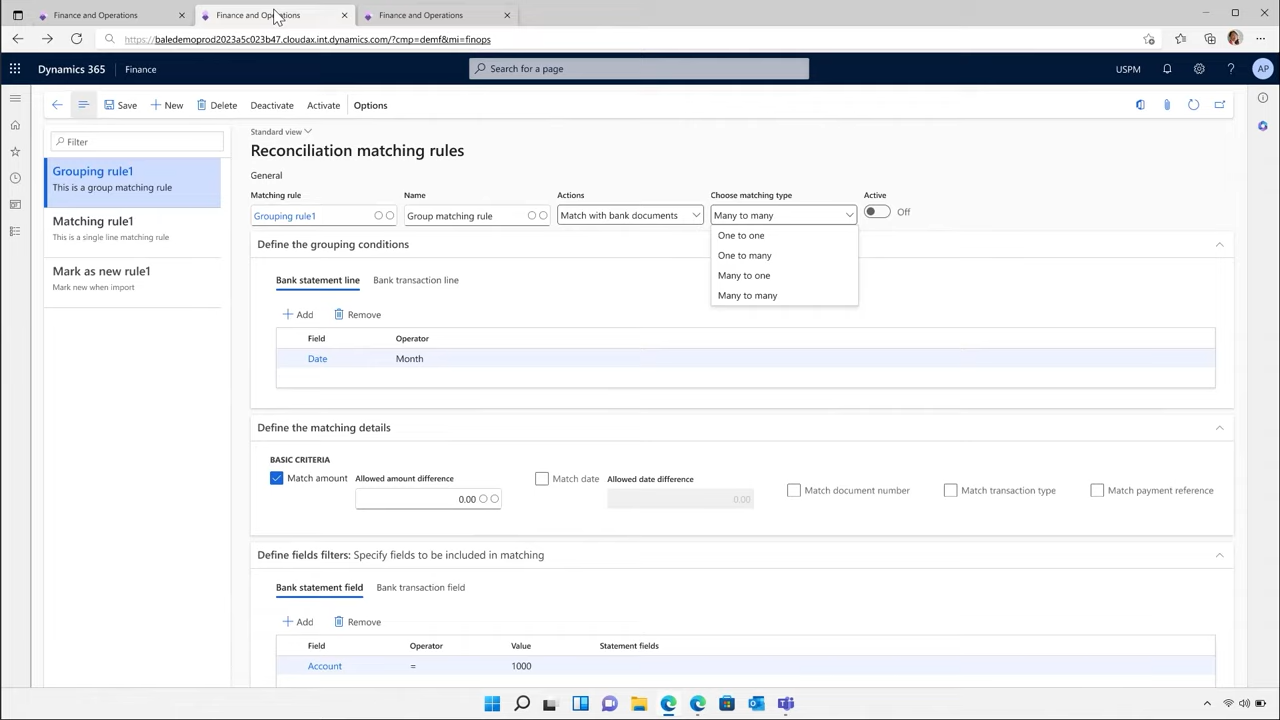 Finance and Operations
Finance and Operations
Finance and Operations
https://baledemoprod2023a5c023b47.cloudax.int.dynamics.com/?cmp=demf&mi=finops
Dynamics 365 Finance
Search for a page
USPM
? AP
Save New Delete Deactivate Activate Options
Filter
Grouping rule1
This is a group matching rule
Matching rule1
This is a single line matching rule
Mark as new rule1
Mark new when import
Standard view
Reconciliation matching rules
General
Matching rule Name Actions Choose matching type Active
Grouping rule1 Group matching rule Match with bank documents Many to many Off
One to one
One to many
Many to one
Many to many
Define the grouping conditions
Bank statement line Bank transaction line
Add Remove
Field Operator
Date Month
Define the matching details
BASIC CRITERIA
Match amount Allowed amount difference Match date Allowed date difference
0.00 0.00
Match document number Match transaction type Match payment reference
Define fields filters: Specify fields to be included in matching
Bank statement field Bank transaction field
Add Remove
Field Operator Value Statement fields
Account = 1000